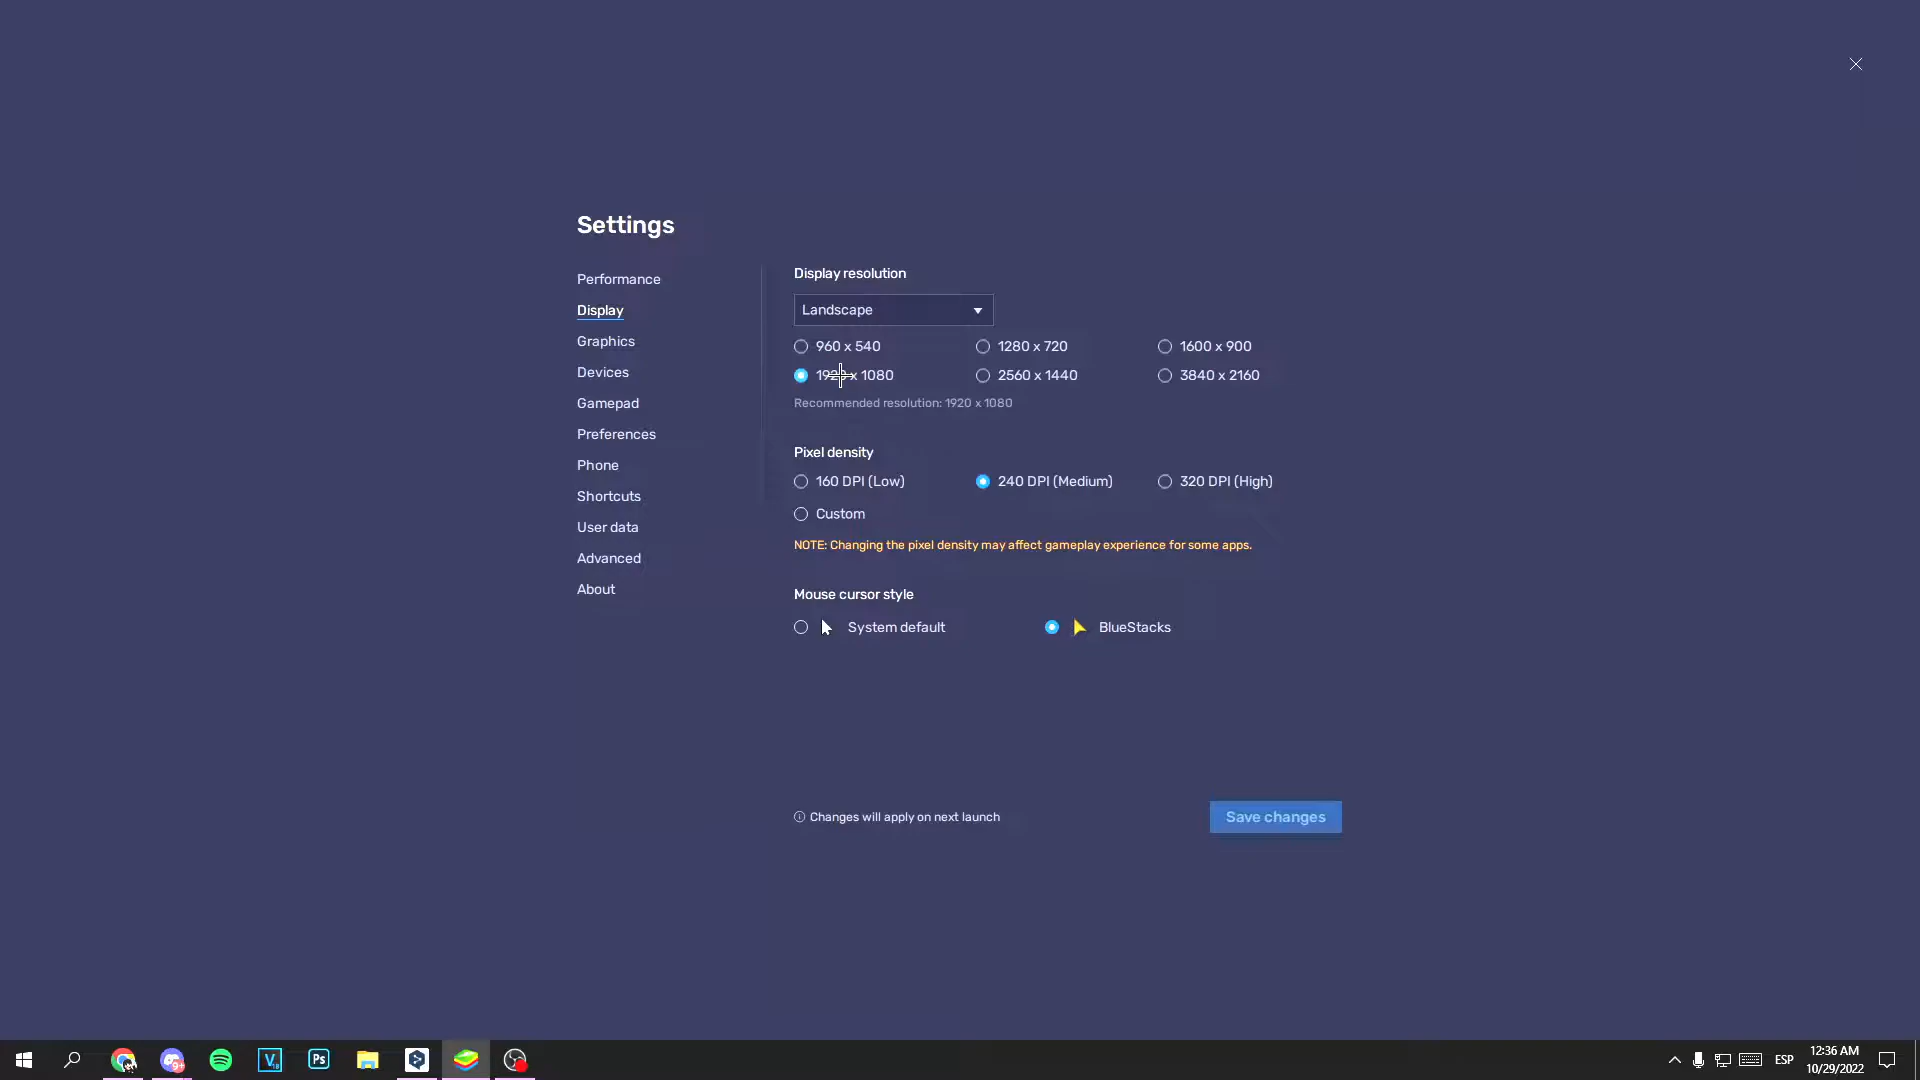 Settings
Performance
Display
Graphics
Devices
Gamepad
Preferences
Phone
Shortcuts
User data
Advanced
About
Display resolution
Landscape
960 x 540 1280 x 720 1600 x 900
1920 x 1080 2560 x 1440 3840 x 2160
Recommended resolution: 1920 x 1080
Pixel density
160 DPI (Low) 240 DPI (Medium) 320 DPI (High)
Custom
NOTE: Changing the pixel density may affect gameplay experience for some apps.
Mouse cursor style
System default BlueStacks
Changes will apply on next launch Save changes
9+ V 18 Ps ESP 12:36 AM
10/29/2022